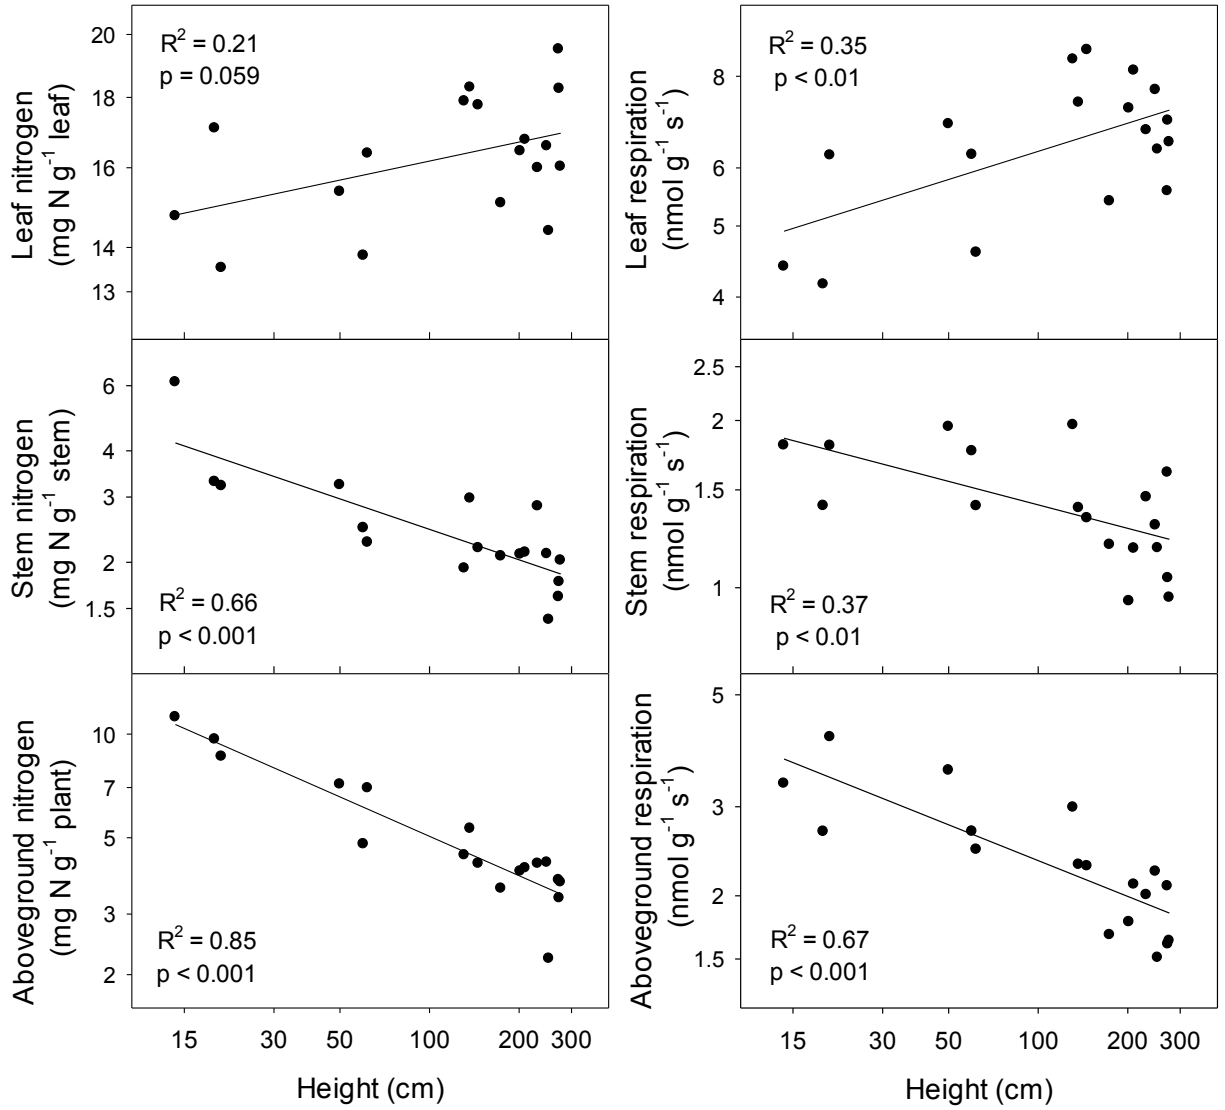 Leaf nitrogen
(mg N g⁻¹ leaf)
20
18
16
14
13
R² = 0.21
p = 0.059
Leaf respiration
(nmol g⁻¹ s⁻¹)
8
6
5
4
R² = 0.35
p < 0.01
Stem nitrogen
(mg N g⁻¹ stem)
6
4
3
2
1.5
R² = 0.66
p < 0.001
Stem respiration
(nmol g⁻¹ s⁻¹)
2.5
2
1.5
1
R² = 0.37
p < 0.01
Aboveground nitrogen
(mg N g⁻¹ plant)
10
7
5
3
2
R² = 0.85
p < 0.001
15 30 50 100 200 300
Height (cm)
Aboveground respiration
(nmol g⁻¹ s⁻¹)
5
3
2
1.5
R² = 0.67
p < 0.001
15 30 50 100 200 300
Height (cm)